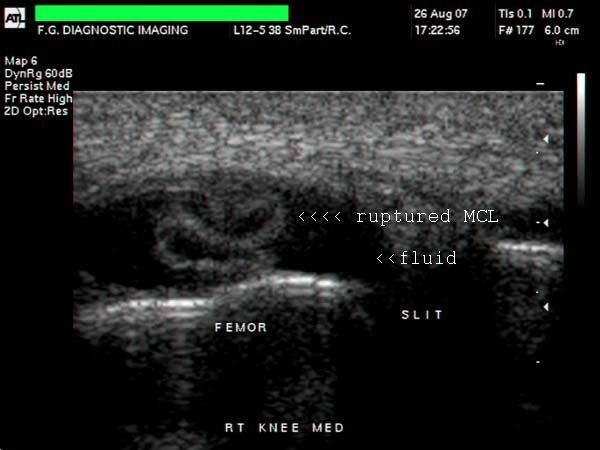 ATL
F.G. DIAGNOSTIC IMAGING L12-5 38 SmPart/R.C.
26 Aug 07 TIs 0.1 MI 0.7
17:22:56 F# 177 6.0 cm
Map 6
DynRg 60dB
Persist Med
Fr Rate High
2D Opt:Res
<<<< ruptured MCL
<<fluid
SLIT
FEMOR
RT KNEE MED